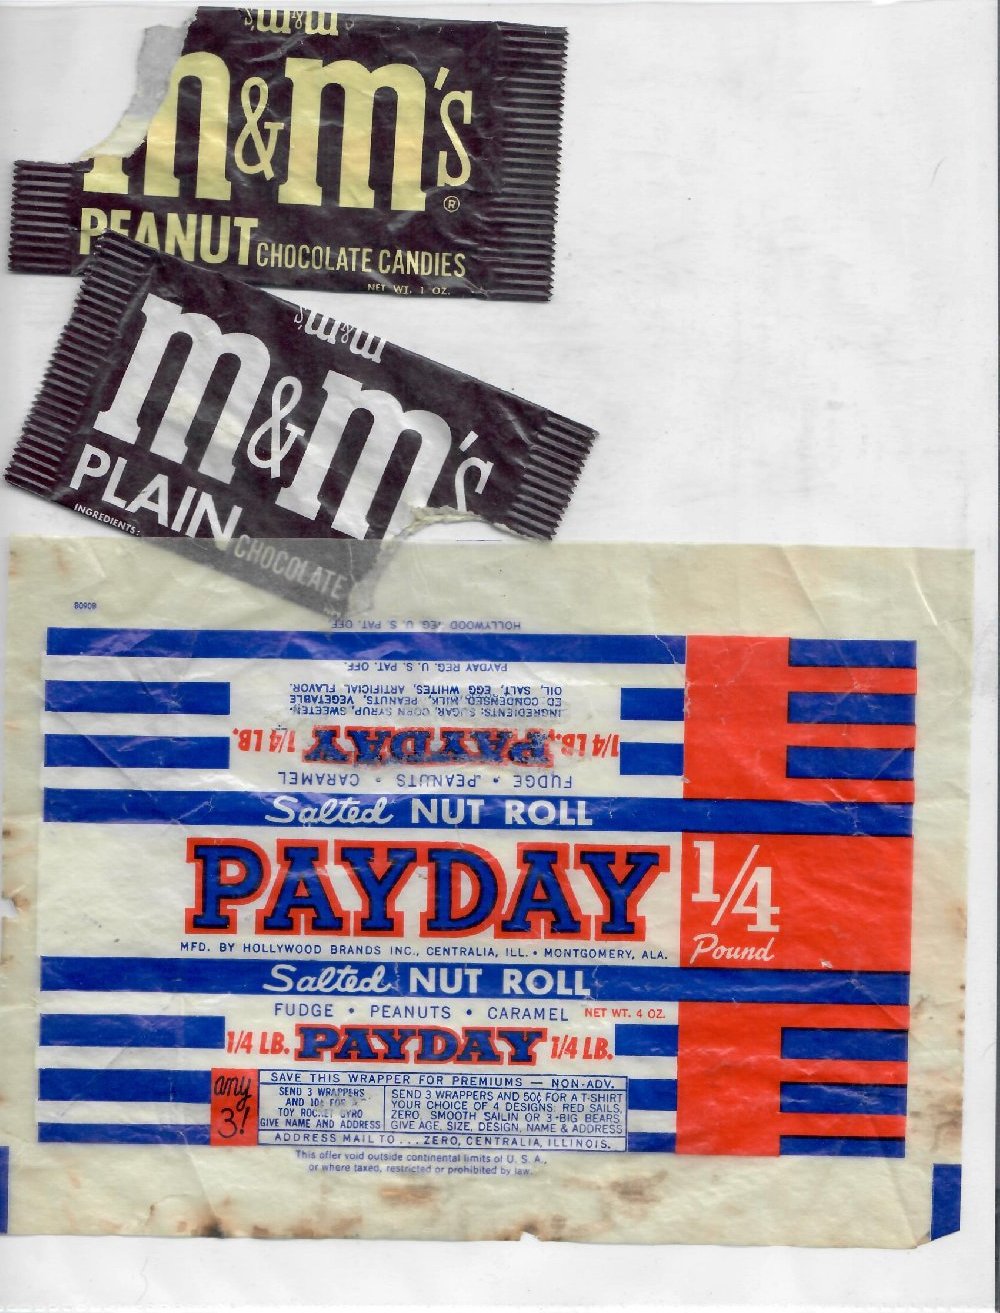 m&m's
m&m's
®
PEANUT CHOCOLATE CANDIES
NET WT. 1 OZ.
m&m's
m&m's
PLAIN CHOCOLATE
INGREDIENTS:
80908
HOLLYWOOD REG. U. S. PAT. OFF.
PAYDAY REG. U. S. PAT. OFF.
INGREDIENTS: SUGAR, CORN SYRUP, SWEETEN-
ED CONDENSED MILK, PEANUTS, VEGETABLE
OIL, SALT, EGG WHITES, ARTIFICIAL FLAVOR.
1/4 LB. PAYDAY 1/4 LB.
FUDGE • PEANUTS • CARAMEL
Salted NUT ROLL
PAYDAY 1/4 Pound
MFD. BY HOLLYWOOD BRANDS INC., CENTRALIA, ILL. • MONTGOMERY, ALA.
Salted NUT ROLL
FUDGE • PEANUTS • CARAMEL NET WT. 4 OZ.
1/4 LB. PAYDAY 1/4 LB.
any 3!
SAVE THIS WRAPPER FOR PREMIUMS — NON-ADV.
SEND 3 WRAPPERS
AND 10¢ FOR
TOY ROCKET GYRO
GIVE NAME AND ADDRESS
SEND 3 WRAPPERS AND 50¢ FOR A T-SHIRT
YOUR CHOICE OF 4 DESIGNS: RED SAILS,
ZERO, SMOOTH SAILIN OR 3-BIG BEARS
GIVE AGE, SIZE, DESIGN, NAME & ADDRESS
ADDRESS MAIL TO . . . ZERO, CENTRALIA, ILLINOIS.
This offer void outside continental limits of U. S. A.,
or where taxed, restricted or prohibited by law.